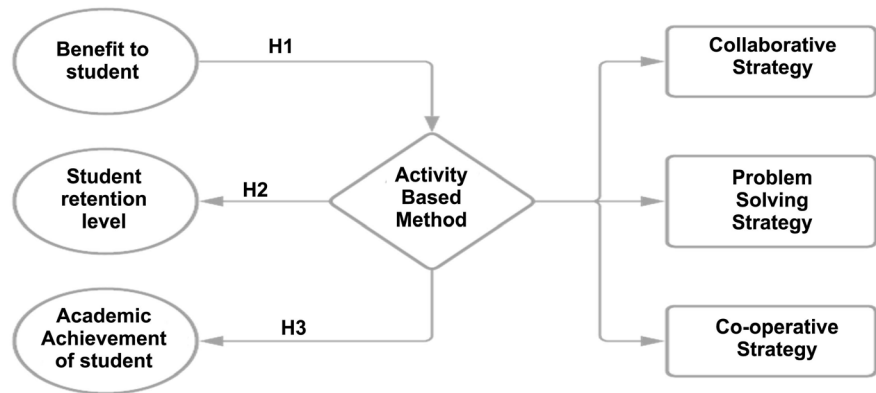 Benefit to
student
H1
Collaborative
Strategy
Student
retention
level
H2
Activity
Based
Method
Problem
Solving
Strategy
Academic
Achievement
of student
H3
Co-operative
Strategy